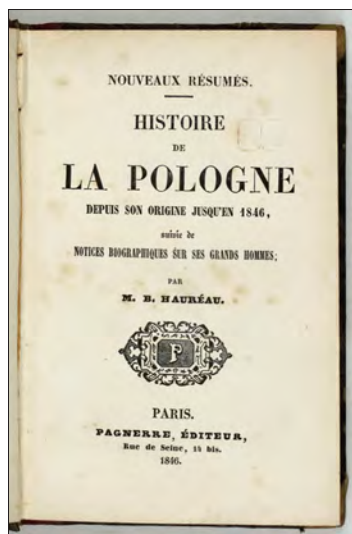 NOUVEAUX RÉSUMÉS.
HISTOIRE
DE
LA POLOGNE
DEPUIS SON ORIGINE JUSQU'EN 1846,
suivie de
NOTICES BIOGRAPHIQUES SUR SES GRANDS HOMMES;
PAR
M. B. HAURÉAU.
P
PARIS.
PAGNERRE, ÉDITEUR,
Rue de Seine, 14 bis.
1846.